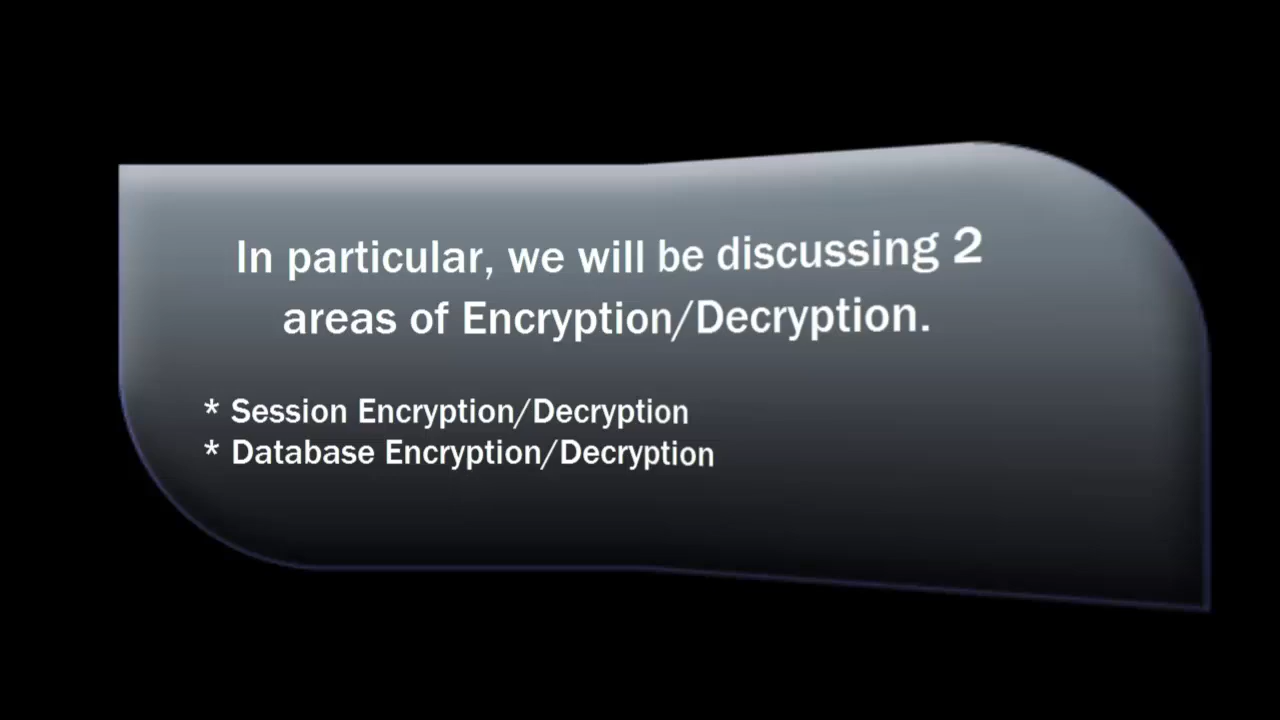 In particular, we will be discussing 2
areas of Encryption/Decryption.
* Session Encryption/Decryption
* Database Encryption/Decryption